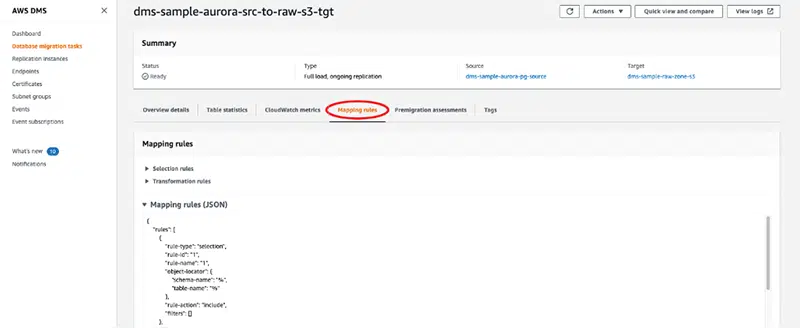 AWS DMS
Dashboard
Database migration tasks
Replication instances
Endpoints
Certificates
Subnet groups
Events
Event subscriptions
What's new 10
Notifications
dms-sample-aurora-src-to-raw-s3-tgt
Actions
Quick view and compare
View logs
Summary
Status
Type
Source
Target
Ready
Full load, ongoing replication
dms-sample-aurora-pg-source
dms-sample-raw-zone-s3
Overview details
Table statistics
CloudWatch metrics
Mapping rules
Premigration assessments
Tags
Mapping rules
Selection rules
Transformation rules
Mapping rules (JSON)
{
"rules": [
{
"rule-type": "selection",
"rule-id": "1",
"rule-name": "1",
"object-locator": {
"schema-name": "%",
"table-name": "%"
},
"rule-action": "include",
"filters": []